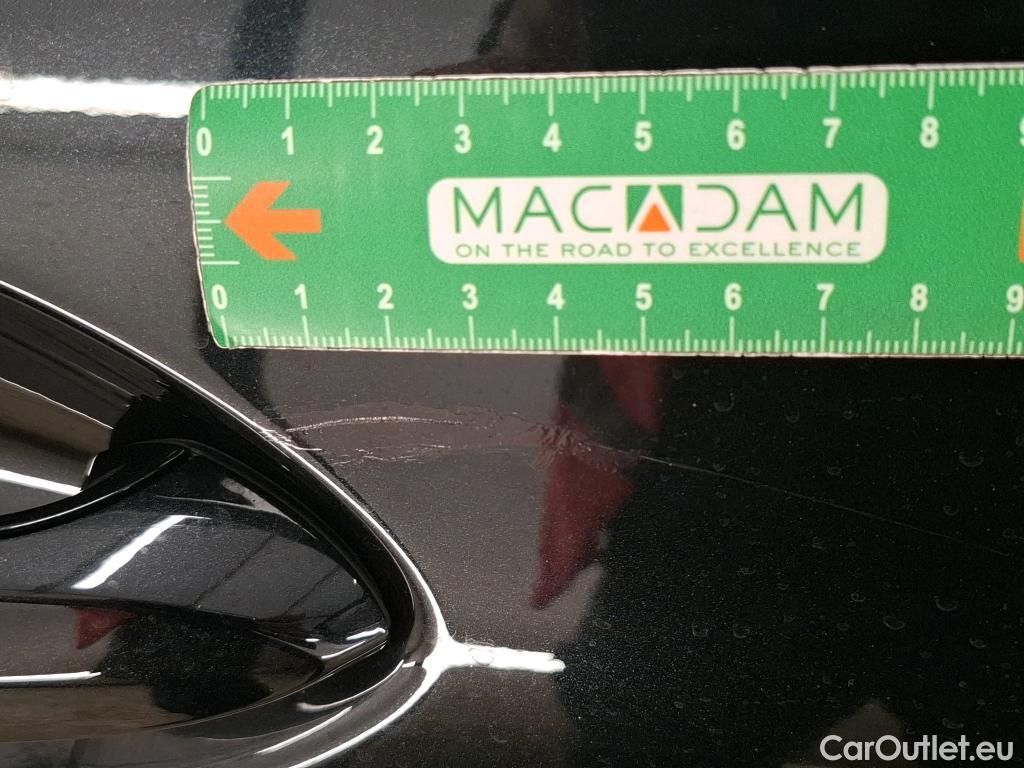 0 1 2 3 4 5 6 7 8
MACADAM
ON THE ROAD TO EXCELLENCE
0 1 2 3 4 5 6 7 8 9
CarOutlet.eu